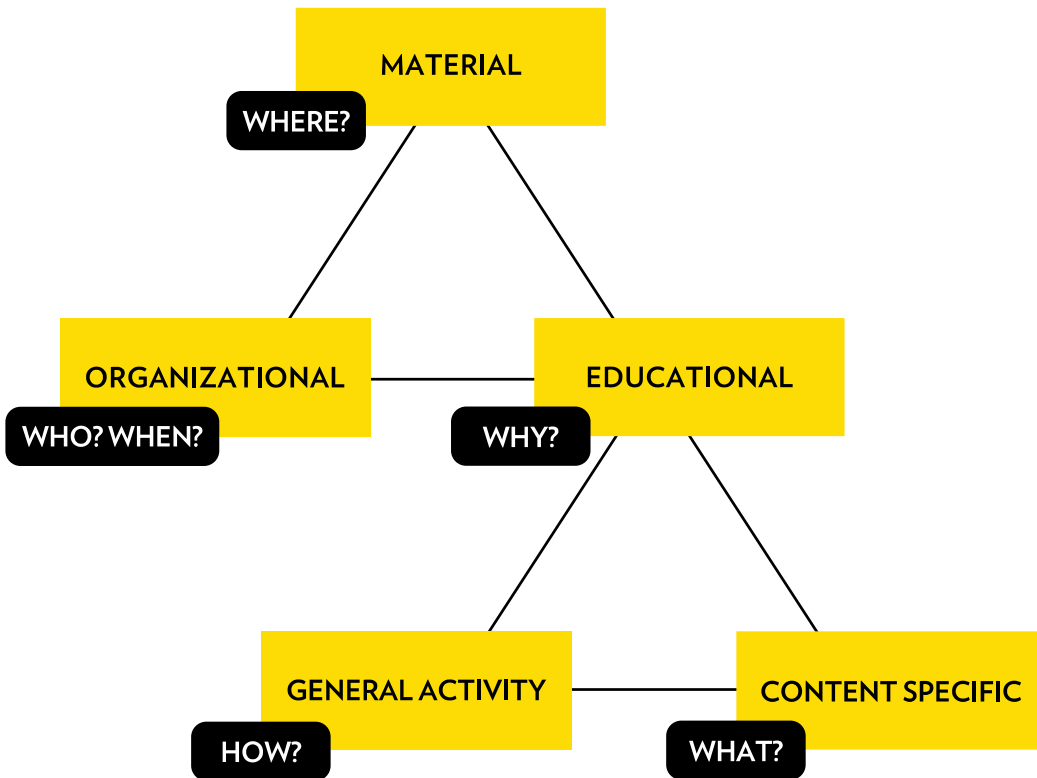 MATERIAL
WHERE?
ORGANIZATIONAL
WHO? WHEN?
EDUCATIONAL
WHY?
GENERAL ACTIVITY
HOW?
CONTENT SPECIFIC
WHAT?